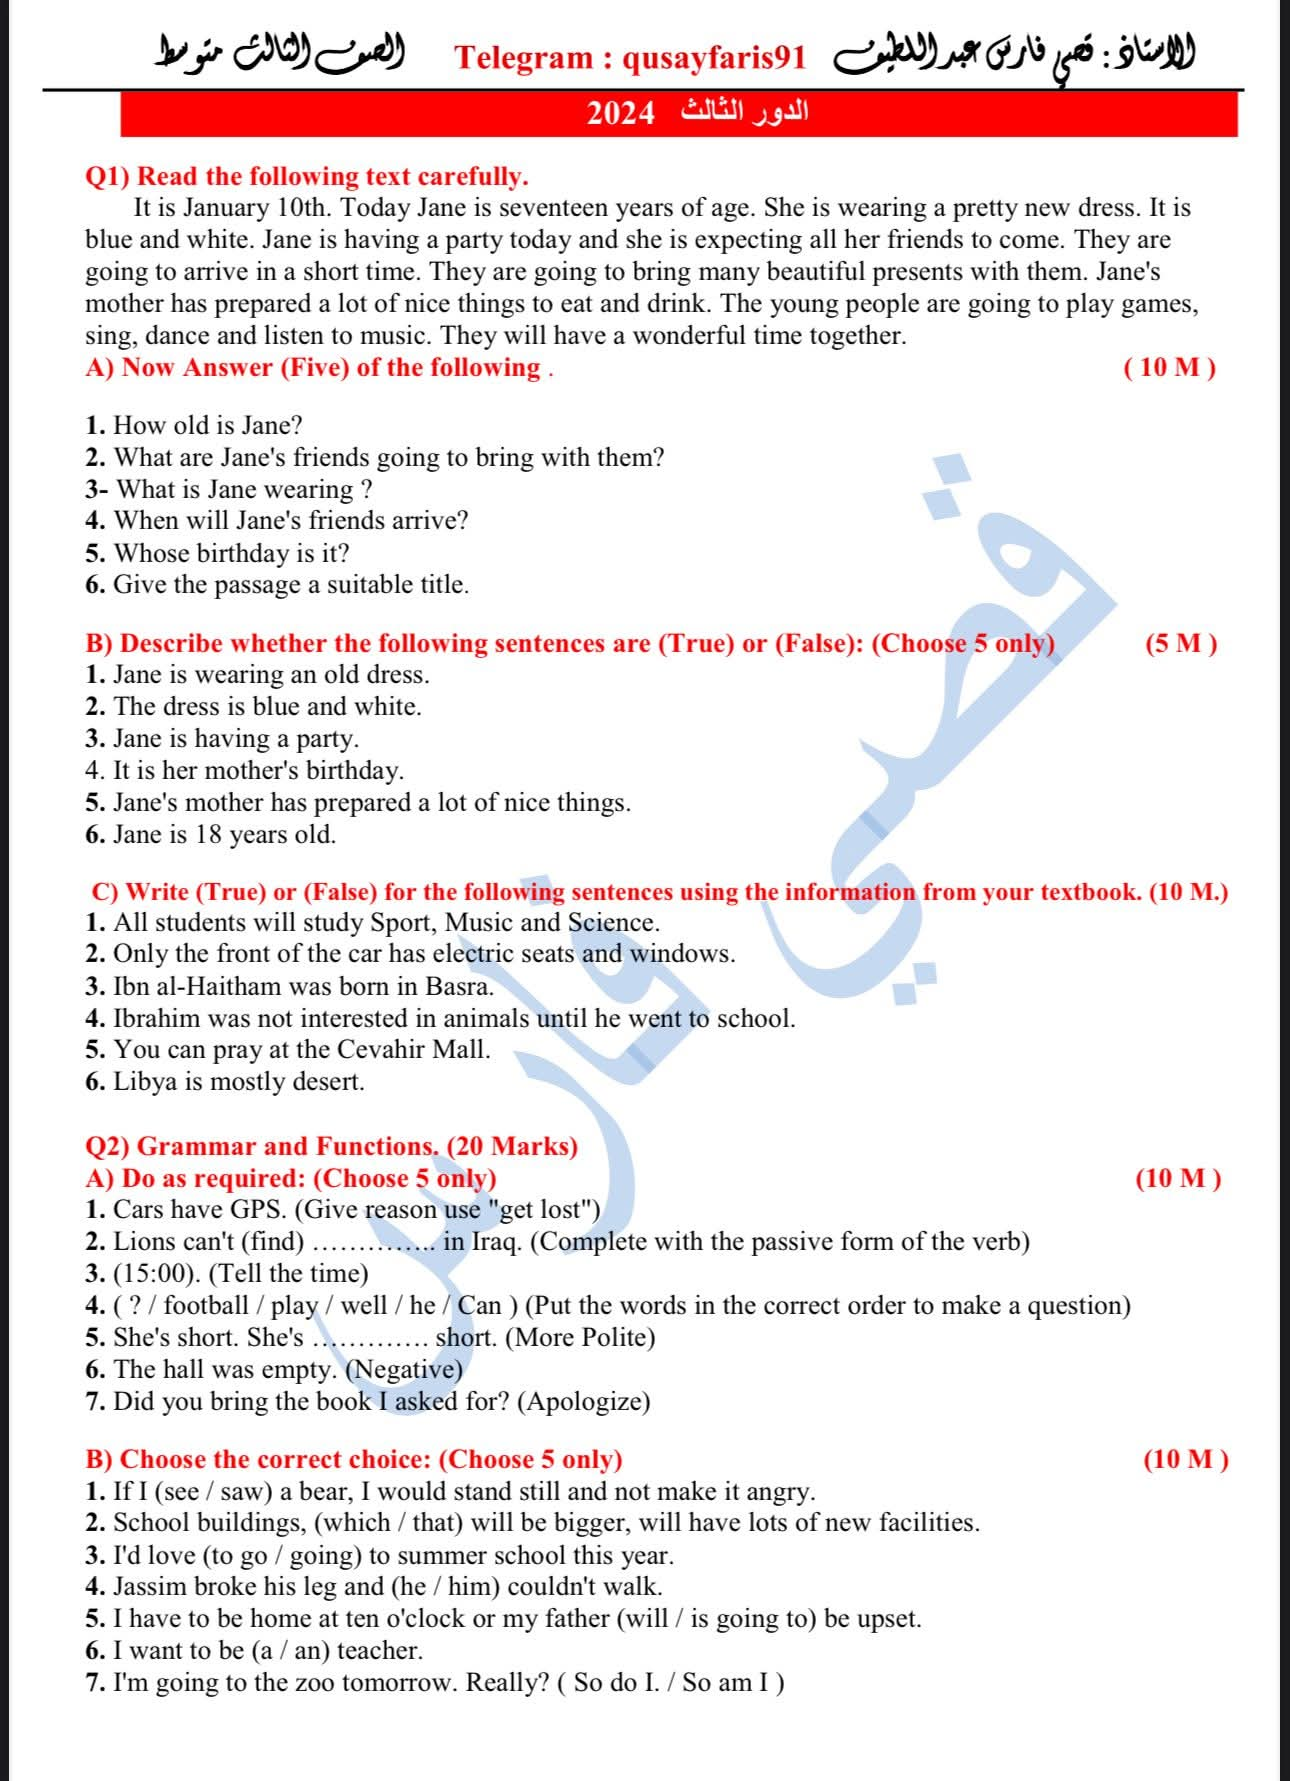 الاستاذ : قصي فارس عبد اللطيف Telegram : qusayfaris91 الصف الثالث متوسط
الدور الثالث 2024
Q1) Read the following text carefully.
It is January 10th. Today Jane is seventeen years of age. She is wearing a pretty new dress. It is
blue and white. Jane is having a party today and she is expecting all her friends to come. They are
going to arrive in a short time. They are going to bring many beautiful presents with them. Jane's
mother has prepared a lot of nice things to eat and drink. The young people are going to play games,
sing, dance and listen to music. They will have a wonderful time together.
A) Now Answer (Five) of the following . ( 10 M )
1. How old is Jane?
2. What are Jane's friends going to bring with them?
3- What is Jane wearing ?
4. When will Jane's friends arrive?
5. Whose birthday is it?
6. Give the passage a suitable title.
B) Describe whether the following sentences are (True) or (False): (Choose 5 only) (5 M )
1. Jane is wearing an old dress.
2. The dress is blue and white.
3. Jane is having a party.
4. It is her mother's birthday.
5. Jane's mother has prepared a lot of nice things.
6. Jane is 18 years old.
C) Write (True) or (False) for the following sentences using the information from your textbook. (10 M.)
1. All students will study Sport, Music and Science.
2. Only the front of the car has electric seats and windows.
3. Ibn al-Haitham was born in Basra.
4. Ibrahim was not interested in animals until he went to school.
5. You can pray at the Cevahir Mall.
6. Libya is mostly desert.
Q2) Grammar and Functions. (20 Marks)
A) Do as required: (Choose 5 only) (10 M )
1. Cars have GPS. (Give reason use "get lost")
2. Lions can't (find) ………….. in Iraq. (Complete with the passive form of the verb)
3. (15:00). (Tell the time)
4. ( ? / football / play / well / he / Can ) (Put the words in the correct order to make a question)
5. She's short. She's …………. short. (More Polite)
6. The hall was empty. (Negative)
7. Did you bring the book I asked for? (Apologize)
B) Choose the correct choice: (Choose 5 only) (10 M )
1. If I (see / saw) a bear, I would stand still and not make it angry.
2. School buildings, (which / that) will be bigger, will have lots of new facilities.
3. I'd love (to go / going) to summer school this year.
4. Jassim broke his leg and (he / him) couldn't walk.
5. I have to be home at ten o'clock or my father (will / is going to) be upset.
6. I want to be (a / an) teacher.
7. I'm going to the zoo tomorrow. Really? ( So do I. / So am I )
قصي فارس